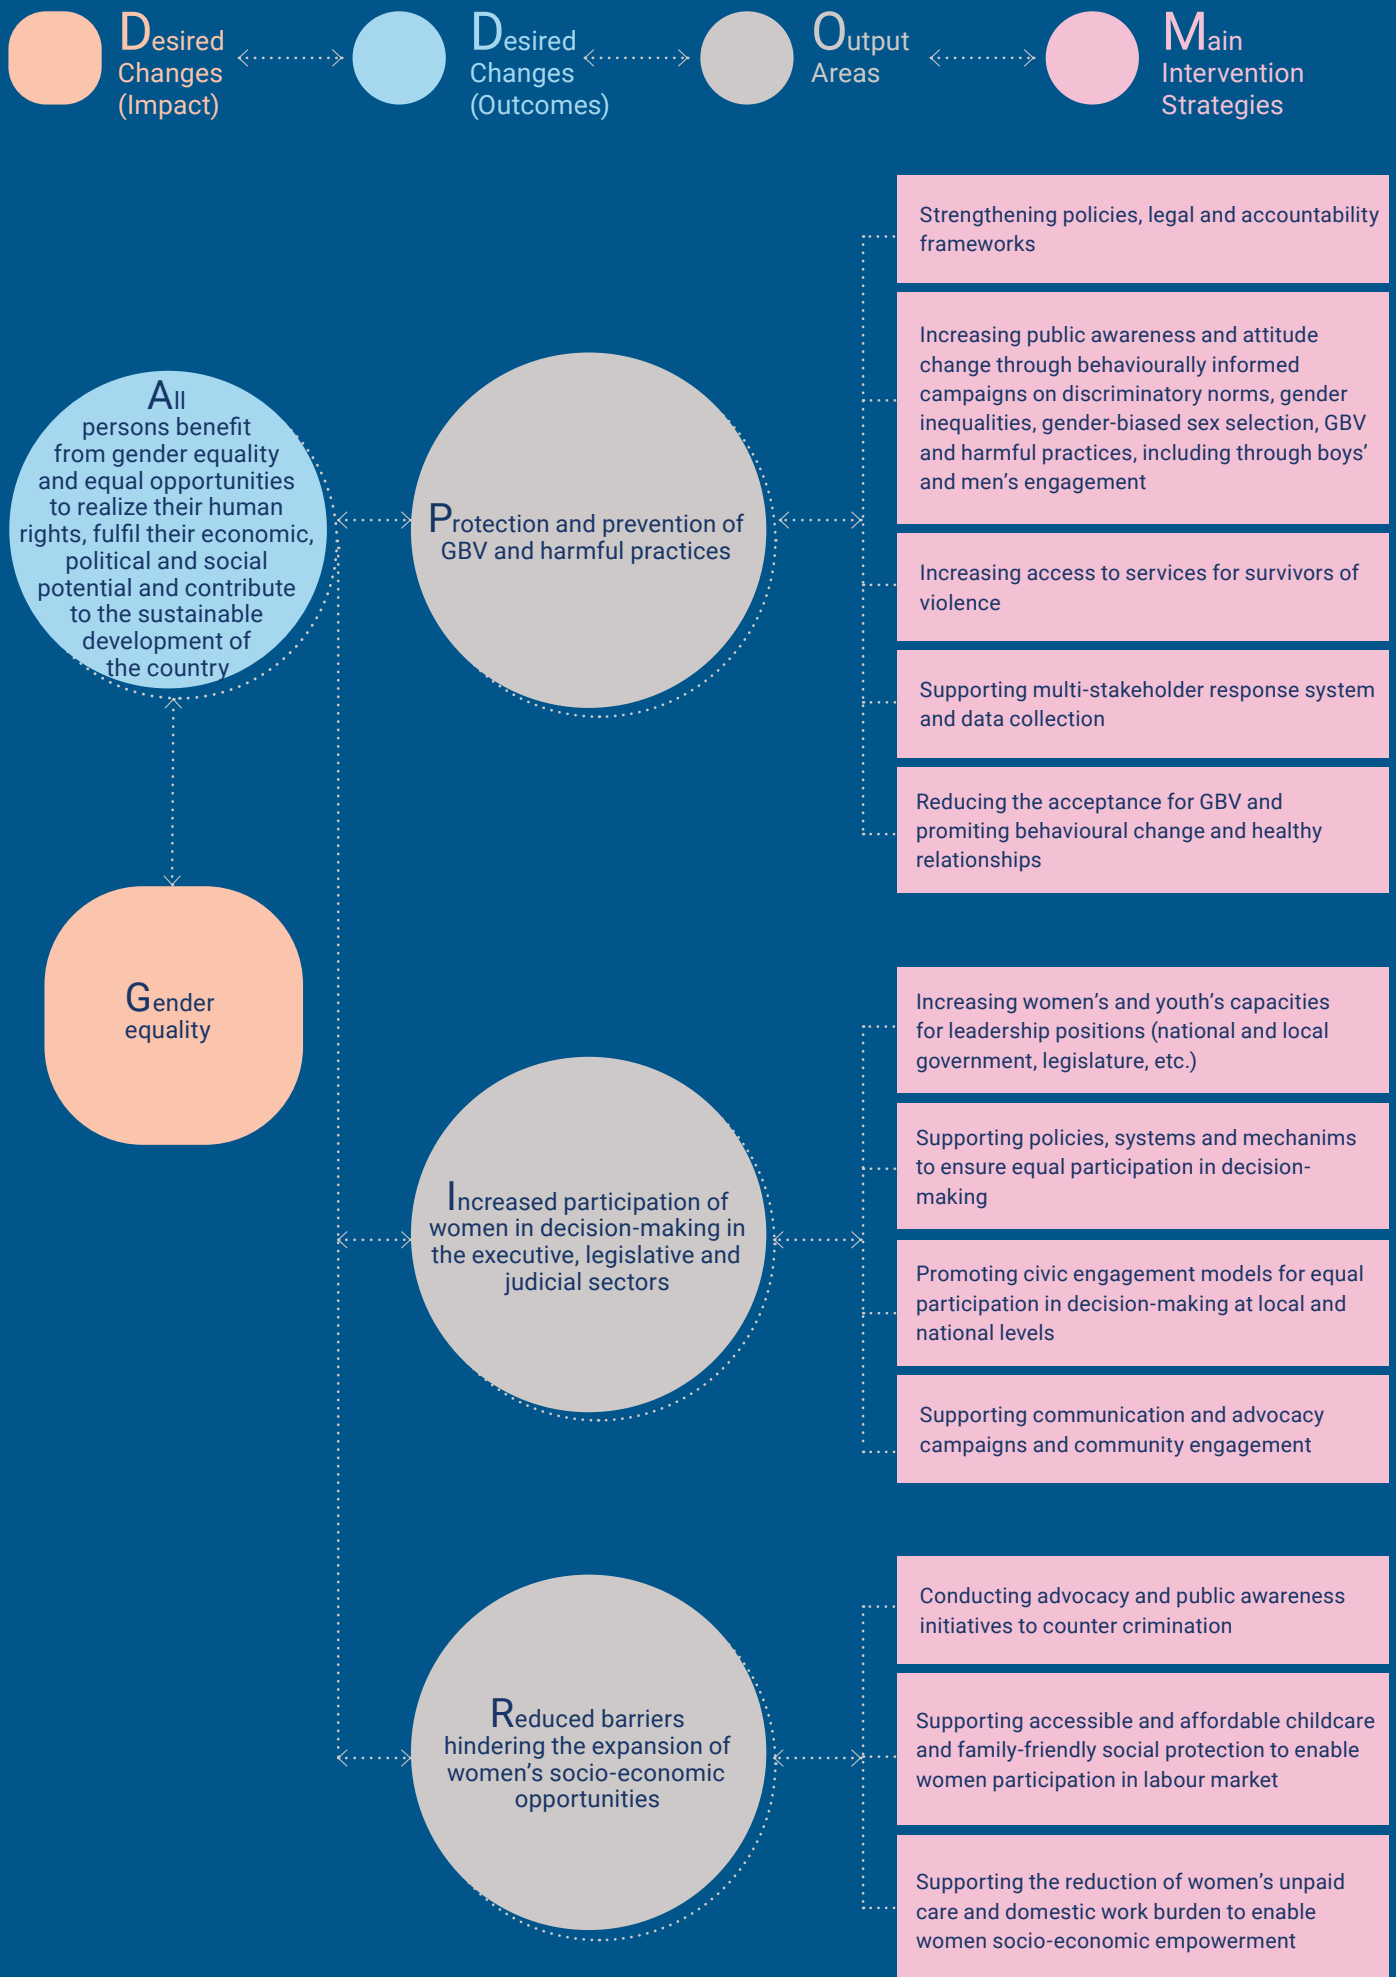 Desired
Changes
(Impact)
Desired
Changes
(Outcomes)
Output
Areas
Main
Intervention
Strategies
All
persons benefit
from gender equality
and equal opportunities
to realize their human
rights, fulfil their economic,
political and social
potential and contribute
to the sustainable
development of
the country
Gender
equality
Protection and prevention of
GBV and harmful practices
Strengthening policies, legal and accountability
frameworks
Increasing public awareness and attitude
change through behaviourally informed
campaigns on discriminatory norms, gender
inequalities, gender-biased sex selection, GBV
and harmful practices, including through boys’
and men’s engagement
Increasing access to services for survivors of
violence
Supporting multi-stakeholder response system
and data collection
Reducing the acceptance for GBV and
promiting behavioural change and healthy
relationships
Increased participation of
women in decision-making in
the executive, legislative and
judicial sectors
Increasing women’s and youth’s capacities
for leadership positions (national and local
government, legislature, etc.)
Supporting policies, systems and mechanims
to ensure equal participation in decision-
making
Promoting civic engagement models for equal
participation in decision-making at local and
national levels
Supporting communication and advocacy
campaigns and community engagement
Reduced barriers
hindering the expansion of
women’s socio-economic
opportunities
Conducting advocacy and public awareness
initiatives to counter crimination
Supporting accessible and affordable childcare
and family-friendly social protection to enable
women participation in labour market
Supporting the reduction of women’s unpaid
care and domestic work burden to enable
women socio-economic empowerment